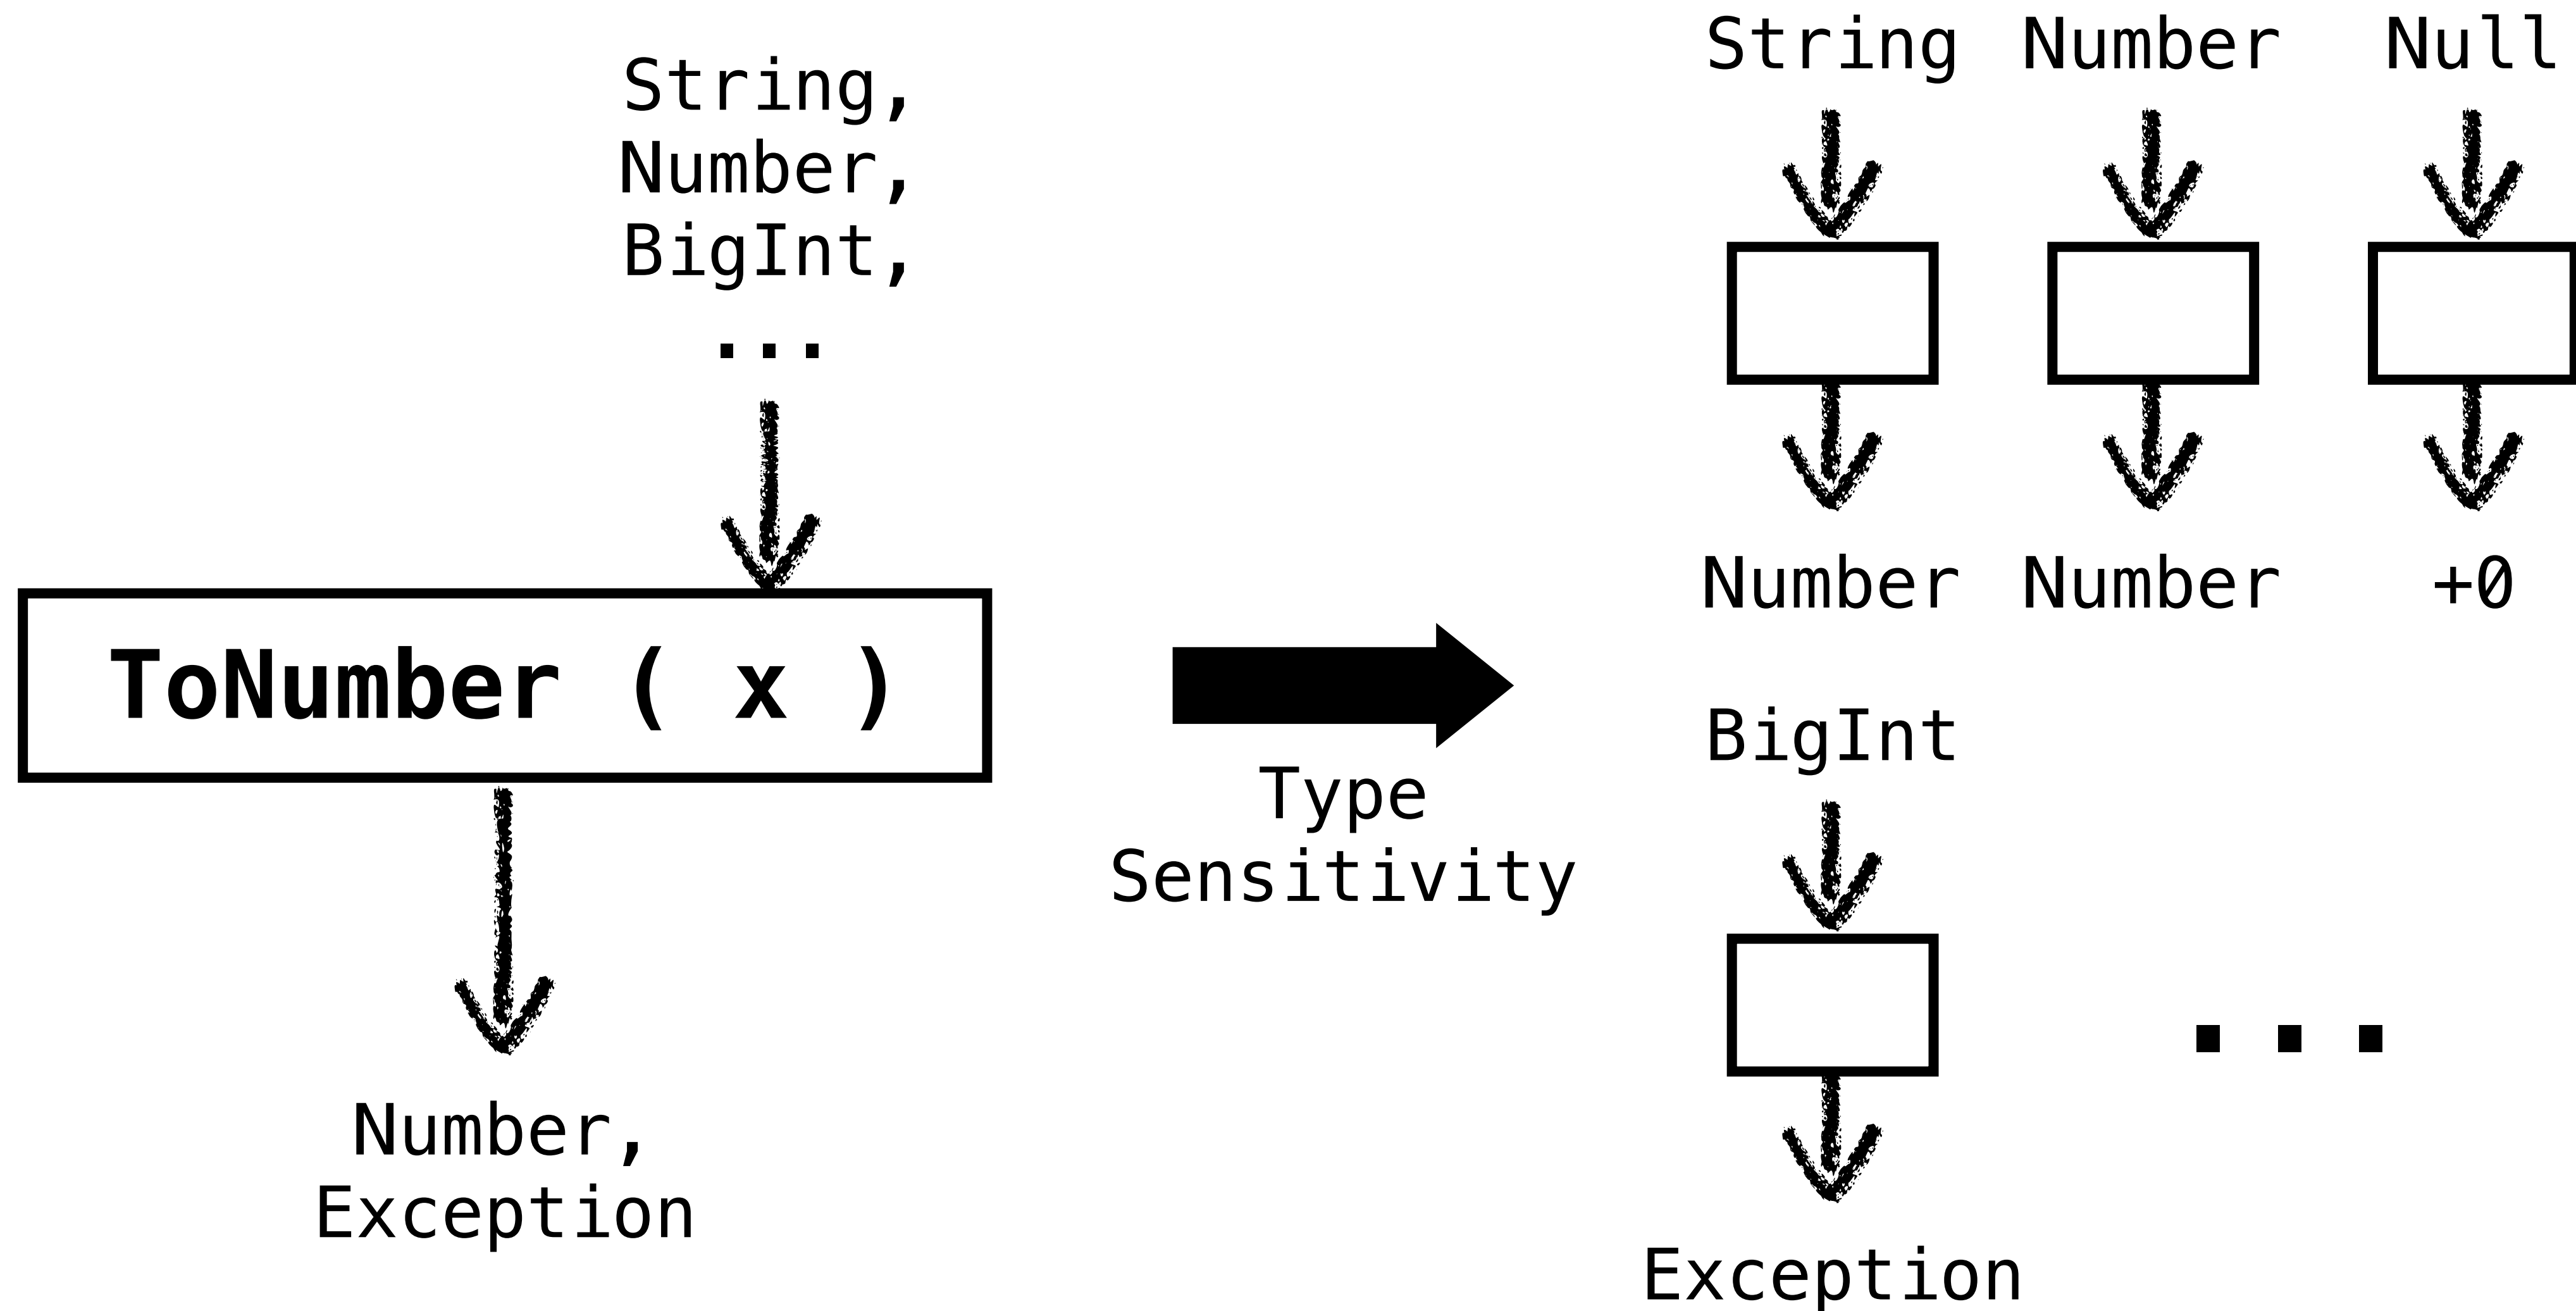 String,
Number,
BigInt,
...
ToNumber ( x )
Number,
Exception
Type
Sensitivity
String Number Null
Number Number +0
BigInt
...
Exception